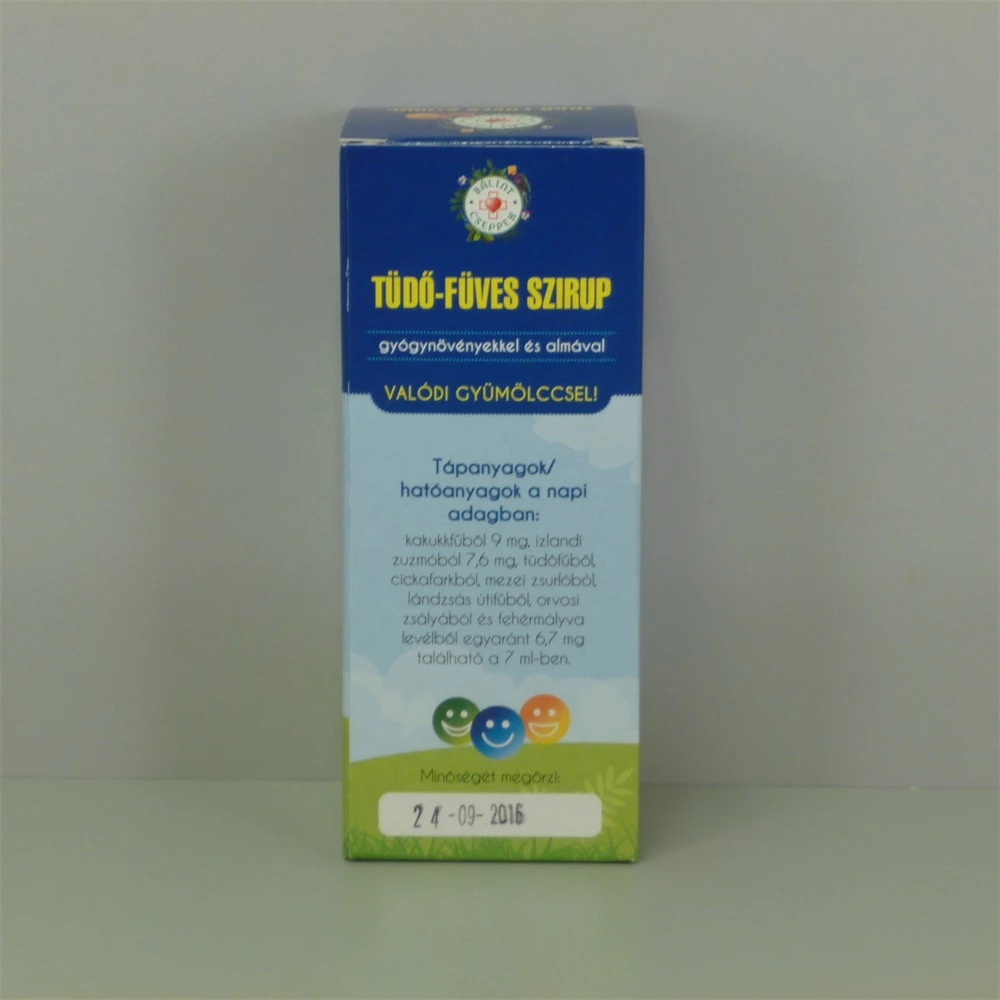 BÁLINT
CSEPPEK
TÜDŐ-FÜVES SZIRUP
gyógynövényekkel és almával
VALÓDI GYÜMÖLCCSEL!
Tápanyagok/
hatóanyagok a napi
adagban:
kakukkfűből 9 mg, izlandi
zuzmóból 7,6 mg, tüdőfűből,
cickafarkból, mezei zsurlóból,
lándzsás útifűből, orvosi
zsályából és fehérmályva
levélből egyaránt 6,7 mg
található a 7 ml-ben.
Minőségét megőrzi:
24-09-2016